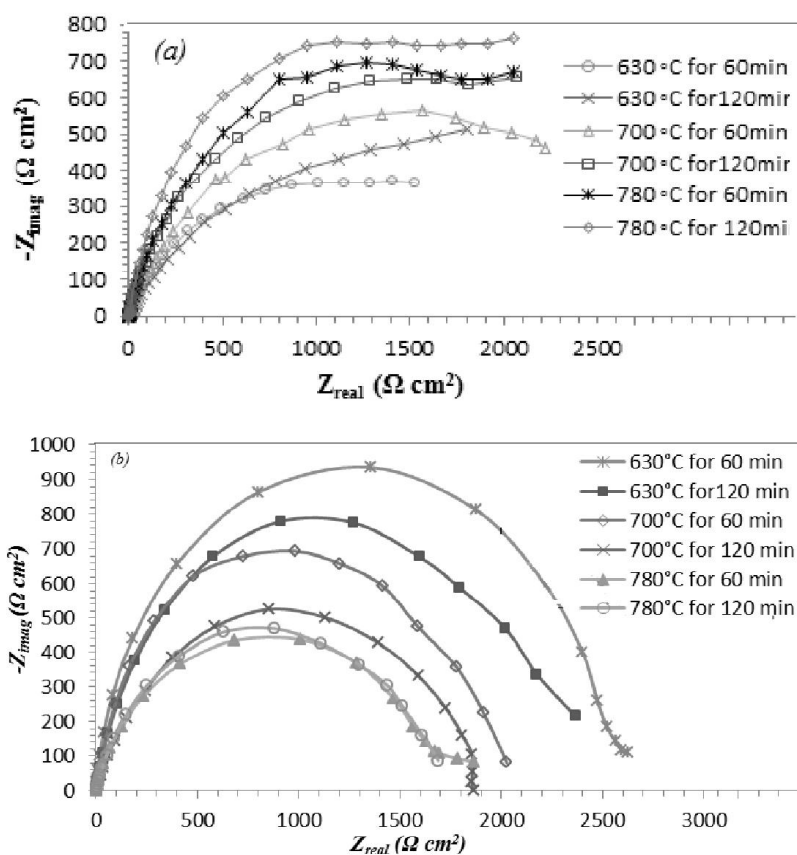 800
700
600
500
400
300
200
100
0
-Zimag (Ω cm²)
(a)
630°C for 60min
630°C for120min
700°C for 60min
700°C for120min
780°C for 60min
780°C for 120mi
0 500 1000 1500 2000 2500
Zreal (Ω cm²)
1000
900
800
700
600
500
400
300
200
100
0
-Zimag (Ω cm²)
(b)
630°C for 60 min
630°C for120 min
700°C for 60 min
700°C for 120 min
780°C for 60 min
780°C for 120 min
0 500 1000 1500 2000 2500 3000
Zreal (Ω cm²)